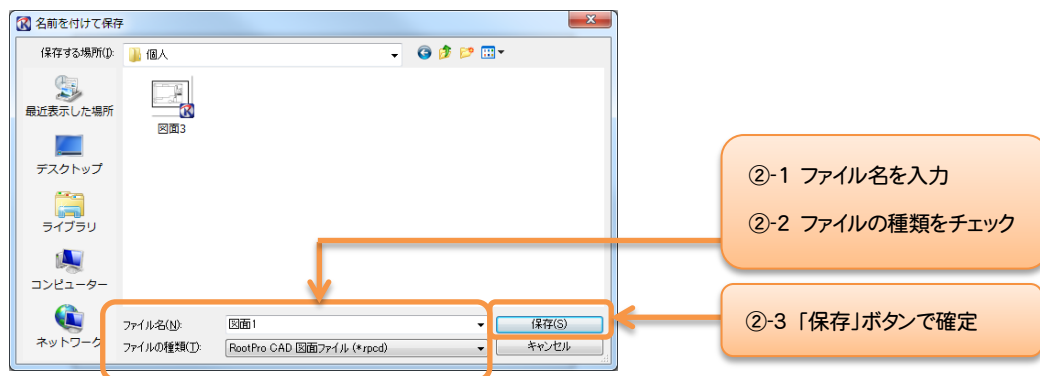 名前を付けて保存
保存する場所(I):
個人
最近表示した場所
デスクトップ
ライブラリ
コンピューター
ネットワーク
図面3
ファイル名(N):
図面1
保存(S)
ファイルの種類(T):
RootPro CAD 図面ファイル (*.rpcd)
キャンセル
②-1 ファイル名を入力
②-2 ファイルの種類をチェック
②-3 「保存」ボタンで確定